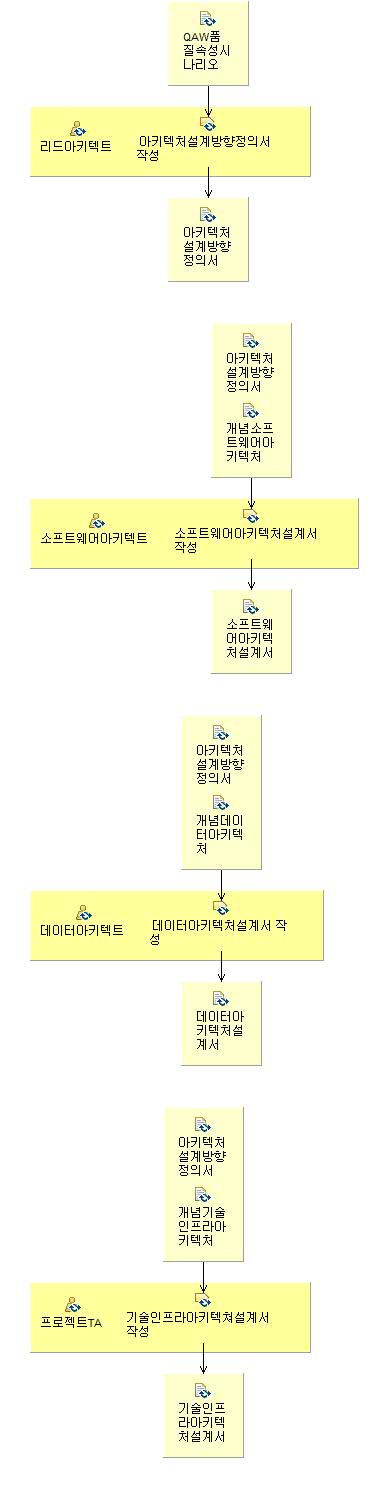 QAW품
질속성시
나리오
리드아키텍트
아키텍처설계방향정의서
작성
아키텍처
설계방향
정의서
아키텍처
설계방향
정의서
개념소프
트웨어아
키텍처
소프트웨어아키텍트
소프트웨어아키텍처설계서
작성
소프트웨
어아키텍
처설계서
아키텍처
설계방향
정의서
개념데이
터아키텍
처
데이터아키텍트
데이터아키텍처설계서 작
성
데이터아
키텍처설
계서
아키텍처
설계방향
정의서
개념기술
인프라아
키텍처
프로젝트TA
기술인프라아키텍쳐설계서
작성
기술인프
라아키텍
처설계서